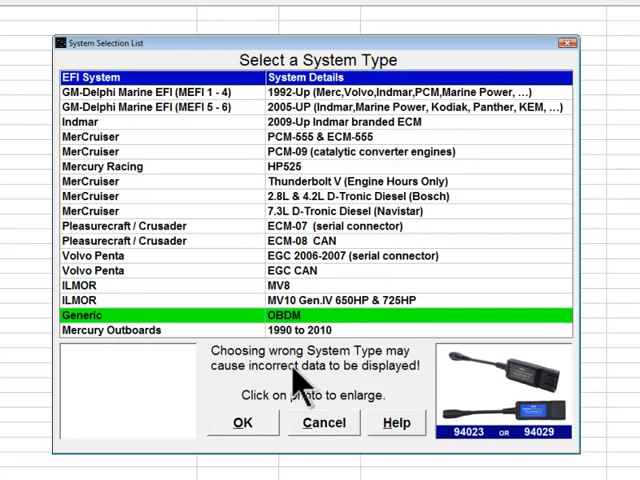 System Selection List
Select a System Type
EFI System System Details
GM-Delphi Marine EFI (MEFI 1 - 4) 1992-Up (Merc,Volvo,Indmar,PCM,Marine Power, ...)
GM-Delphi Marine EFI (MEFI 5 - 6) 2005-UP (Indmar,Marine Power, Kodiak, Panther, KEM, ...)
Indmar 2009-Up Indmar branded ECM
MerCruiser PCM-555 & ECM-555
MerCruiser PCM-09 (catalytic converter engines)
Mercury Racing HP525
MerCruiser Thunderbolt V (Engine Hours Only)
MerCruiser 2.8L & 4.2L D-Tronic Diesel (Bosch)
MerCruiser 7.3L D-Tronic Diesel (Navistar)
Pleasurecraft / Crusader ECM-07 (serial connector)
Pleasurecraft / Crusader ECM-08 CAN
Volvo Penta EGC 2006-2007 (serial connector)
Volvo Penta EGC CAN
ILMOR MV8
ILMOR MV10 Gen.IV 650HP & 725HP
Generic OBDM
Mercury Outboards 1990 to 2010
Choosing wrong System Type may
cause incorrect data to be displayed!
Click on photo to enlarge.
OK Cancel Help
94023 OR 94029